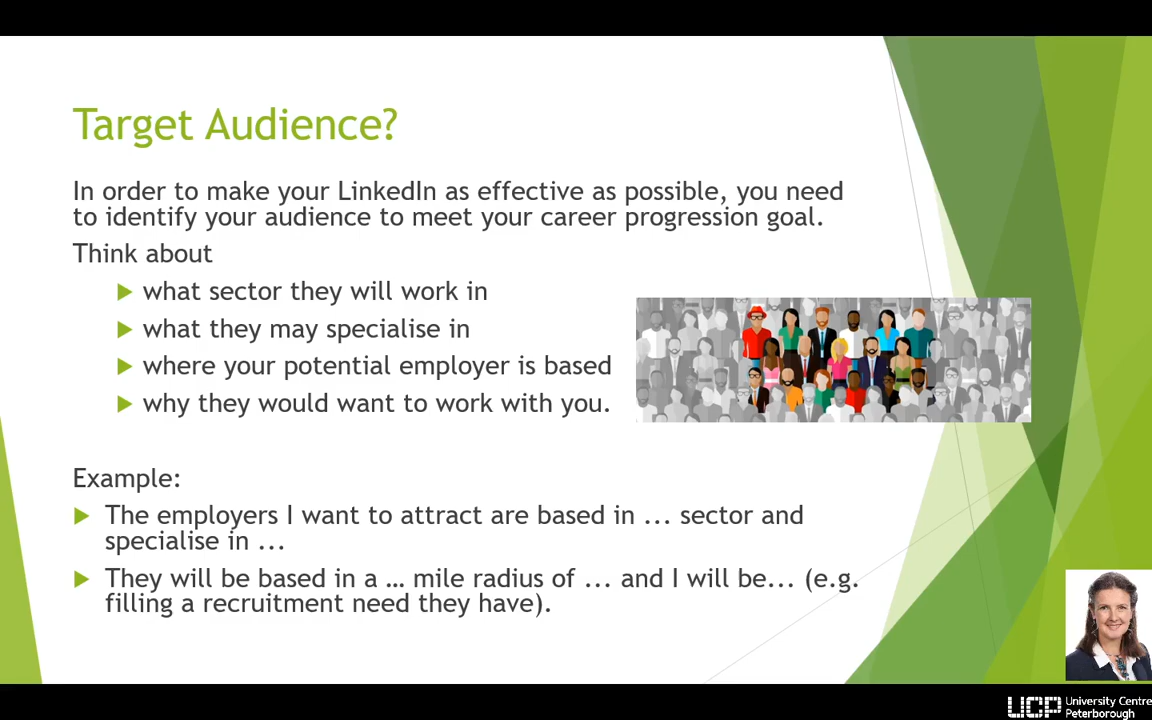 Target Audience?
In order to make your LinkedIn as effective as possible, you need
to identify your audience to meet your career progression goal.
Think about
what sector they will work in
what they may specialise in
where your potential employer is based
why they would want to work with you.
Example:
The employers I want to attract are based in ... sector and
specialise in ...
They will be based in a … mile radius of ... and I will be... (e.g.
filling a recruitment need they have).
UCP University Centre
Peterborough